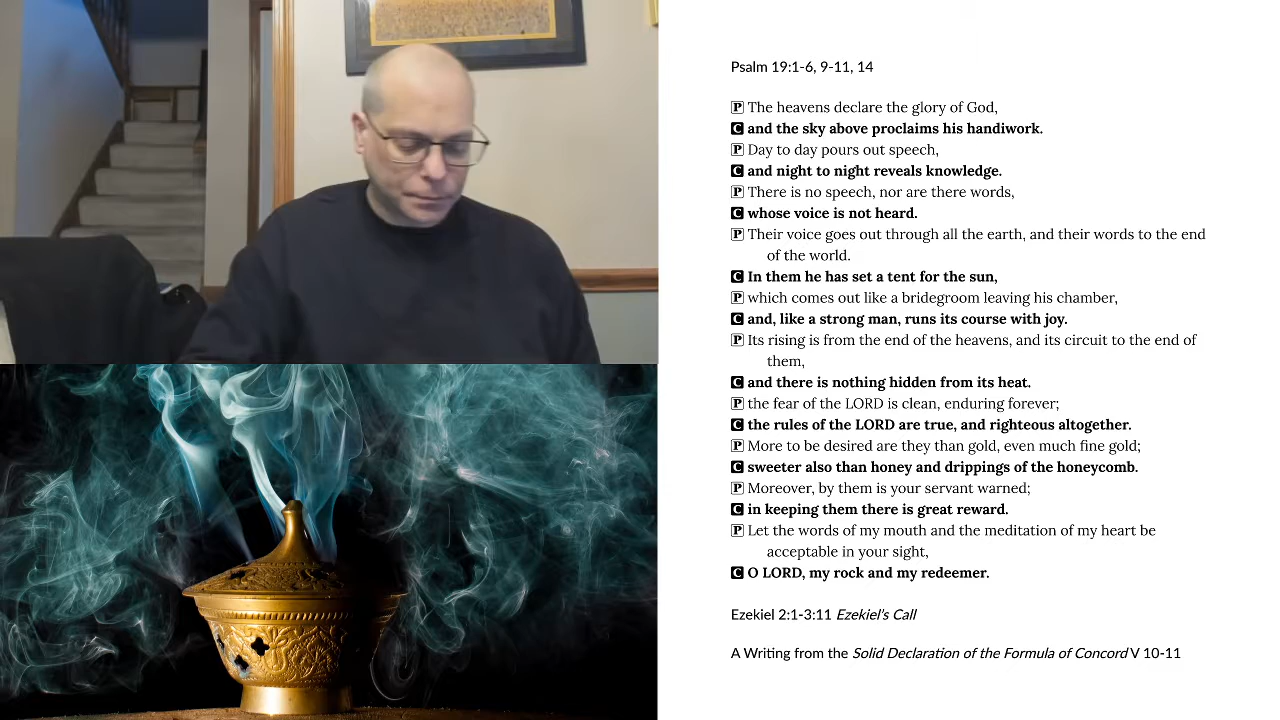 Psalm 19:1-6, 9-11, 14
P The heavens declare the glory of God,
C and the sky above proclaims his handiwork.
P Day to day pours out speech,
C and night to night reveals knowledge.
P There is no speech, nor are there words,
C whose voice is not heard.
P Their voice goes out through all the earth, and their words to the end
of the world.
C In them he has set a tent for the sun,
P which comes out like a bridegroom leaving his chamber,
C and, like a strong man, runs its course with joy.
P Its rising is from the end of the heavens, and its circuit to the end of
them,
C and there is nothing hidden from its heat.
P the fear of the LORD is clean, enduring forever;
C the rules of the LORD are true, and righteous altogether.
P More to be desired are they than gold, even much fine gold;
C sweeter also than honey and drippings of the honeycomb.
P Moreover, by them is your servant warned;
C in keeping them there is great reward.
P Let the words of my mouth and the meditation of my heart be
acceptable in your sight,
C O LORD, my rock and my redeemer.
Ezekiel 2:1-3:11 Ezekiel's Call
A Writing from the Solid Declaration of the Formula of Concord V 10-11